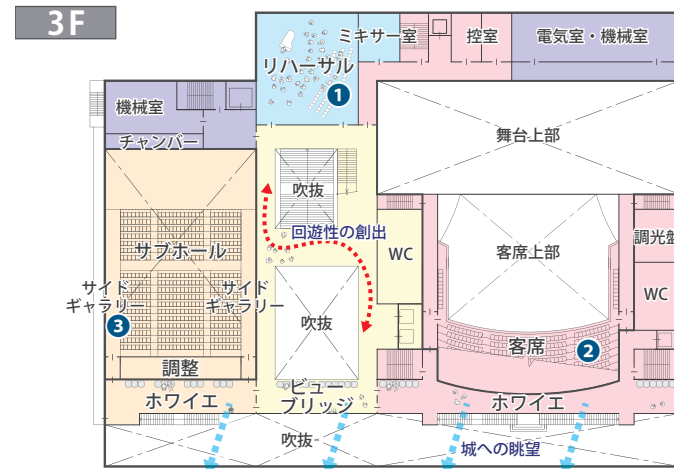 3F
ミキサー室
控室
電気室・機械室
リハーサル
1
機械室
チャンバー
舞台上部
吹抜
回遊性の創出
サブホール
WC
客席上部
調光盤
サイド
ギャラリー
サイド
ギャラリー
3
WC
吹抜
客席
2
調整
ホワイエ
ビュー
ブリッジ
ホワイエ
吹抜
城への眺望